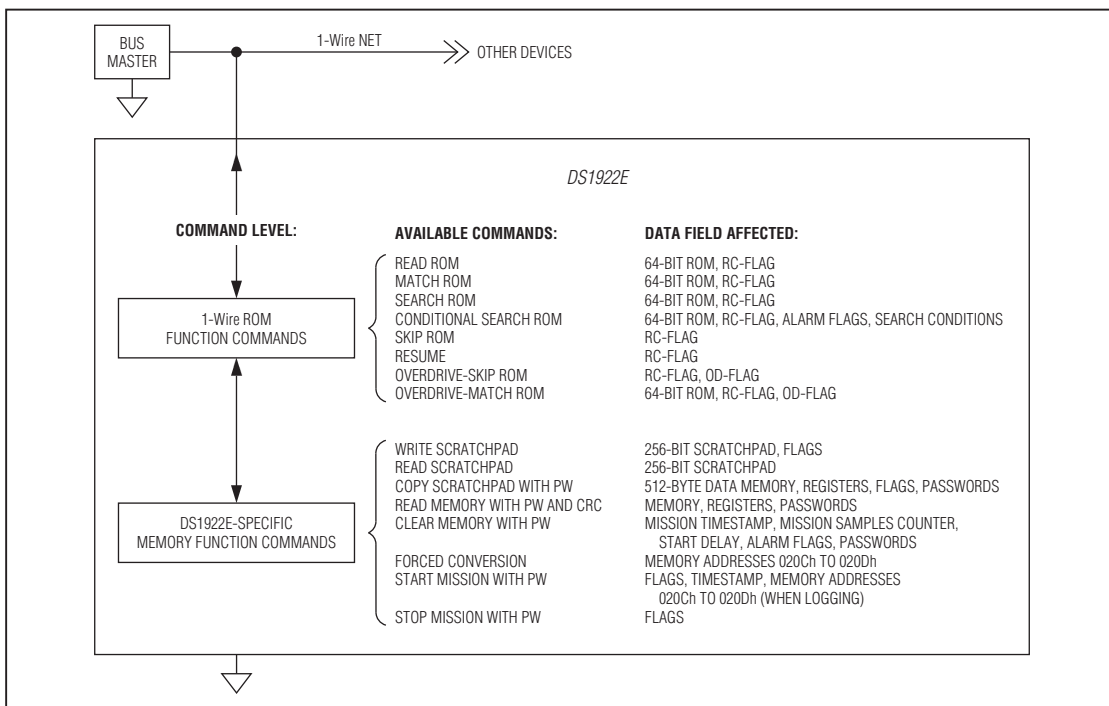 BUS
MASTER
1-Wire NET
OTHER DEVICES
DS1922E
COMMAND LEVEL:
AVAILABLE COMMANDS:
DATA FIELD AFFECTED:
1-Wire ROM
FUNCTION COMMANDS
READ ROM 64-BIT ROM, RC-FLAG
MATCH ROM 64-BIT ROM, RC-FLAG
SEARCH ROM 64-BIT ROM, RC-FLAG
CONDITIONAL SEARCH ROM 64-BIT ROM, RC-FLAG, ALARM FLAGS, SEARCH CONDITIONS
SKIP ROM RC-FLAG
RESUME RC-FLAG
OVERDRIVE-SKIP ROM RC-FLAG, OD-FLAG
OVERDRIVE-MATCH ROM 64-BIT ROM, RC-FLAG, OD-FLAG
DS1922E-SPECIFIC
MEMORY FUNCTION COMMANDS
WRITE SCRATCHPAD 256-BIT SCRATCHPAD, FLAGS
READ SCRATCHPAD 256-BIT SCRATCHPAD
COPY SCRATCHPAD WITH PW 512-BYTE DATA MEMORY, REGISTERS, FLAGS, PASSWORDS
READ MEMORY WITH PW AND CRC MEMORY, REGISTERS, PASSWORDS
CLEAR MEMORY WITH PW MISSION TIMESTAMP, MISSION SAMPLES COUNTER,
START DELAY, ALARM FLAGS, PASSWORDS
FORCED CONVERSION MEMORY ADDRESSES 020Ch TO 020Dh
START MISSION WITH PW FLAGS, TIMESTAMP, MEMORY ADDRESSES
020Ch TO 020Dh (WHEN LOGGING)
STOP MISSION WITH PW FLAGS